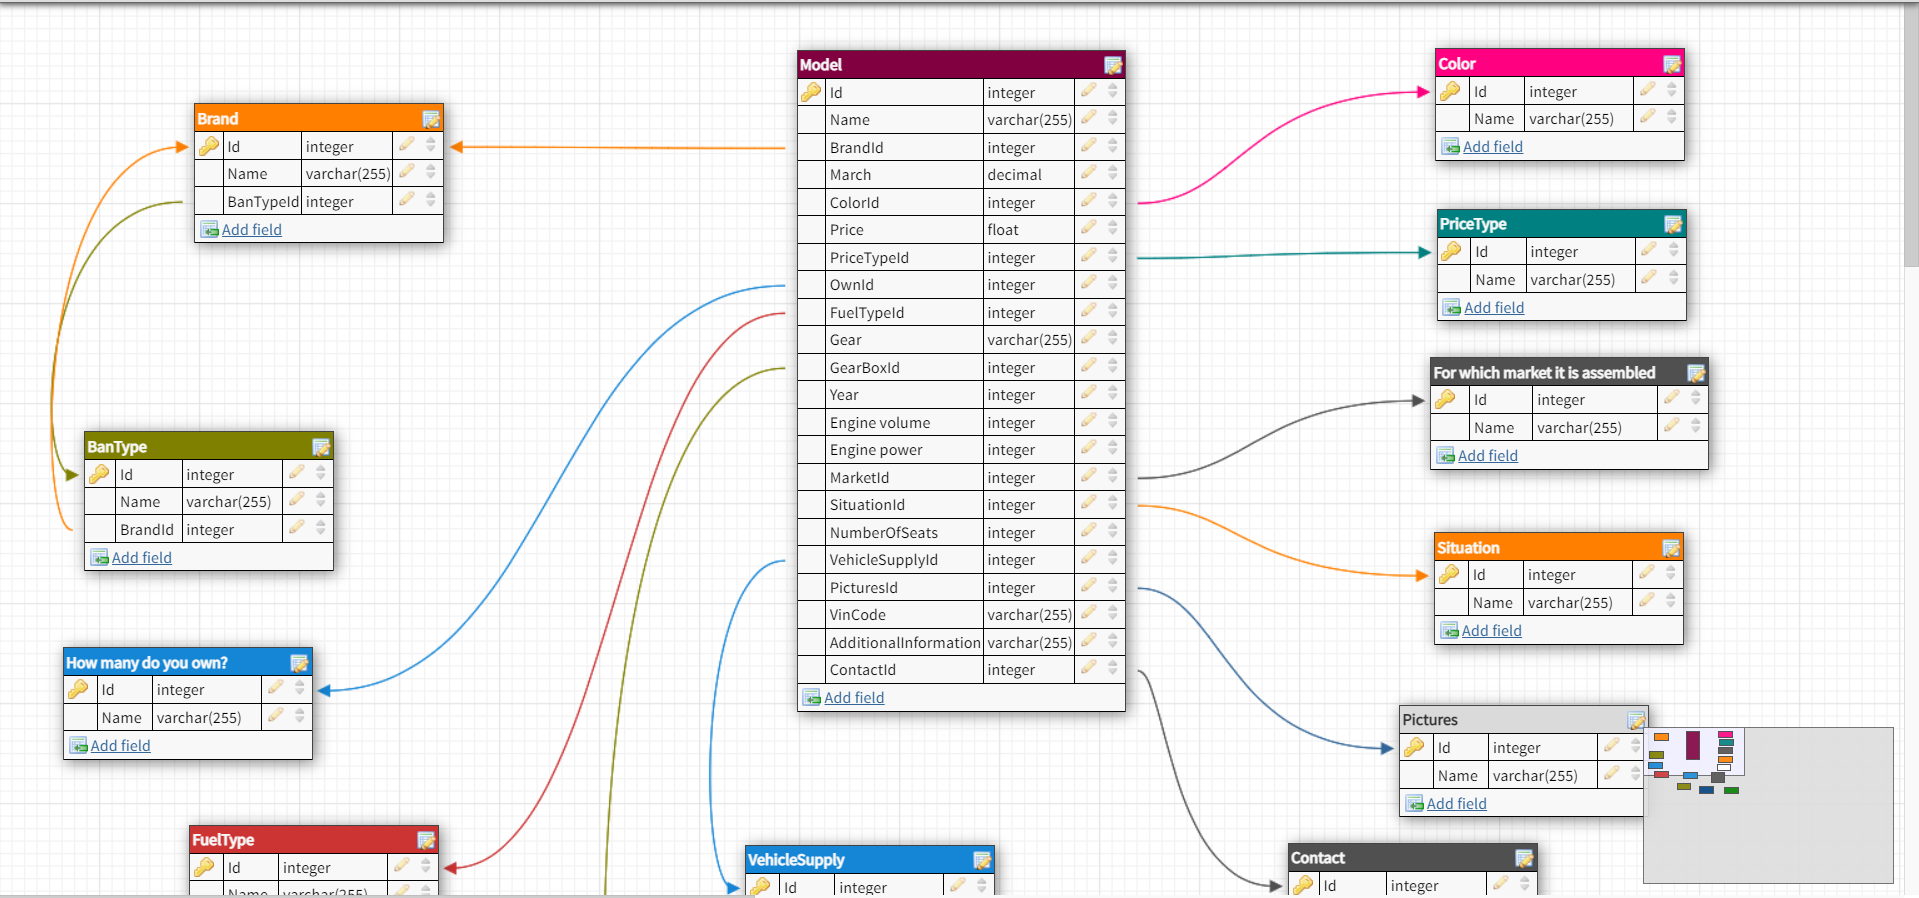 Brand
Id integer
Name varchar(255)
BanTypeId integer
Add field
BanType
Id integer
Name varchar(255)
BrandId integer
Add field
How many do you own?
Id integer
Name varchar(255)
Add field
FuelType
Id integer
Name varchar(255)
Model
Id integer
Name varchar(255)
BrandId integer
March decimal
ColorId integer
Price float
PriceTypeId integer
OwnId integer
FuelTypeId integer
Gear varchar(255)
GearBoxId integer
Year integer
Engine volume integer
Engine power integer
MarketId integer
SituationId integer
NumberOfSeats integer
VehicleSupplyId integer
PicturesId integer
VinCode varchar(255)
AdditionalInformation varchar(255)
ContactId integer
Add field
VehicleSupply
Id integer
Color
Id integer
Name varchar(255)
Add field
PriceType
Id integer
Name varchar(255)
Add field
For which market it is assembled
Id integer
Name varchar(255)
Add field
Situation
Id integer
Name varchar(255)
Add field
Pictures
Id integer
Name varchar(255)
Add field
Contact
Id integer